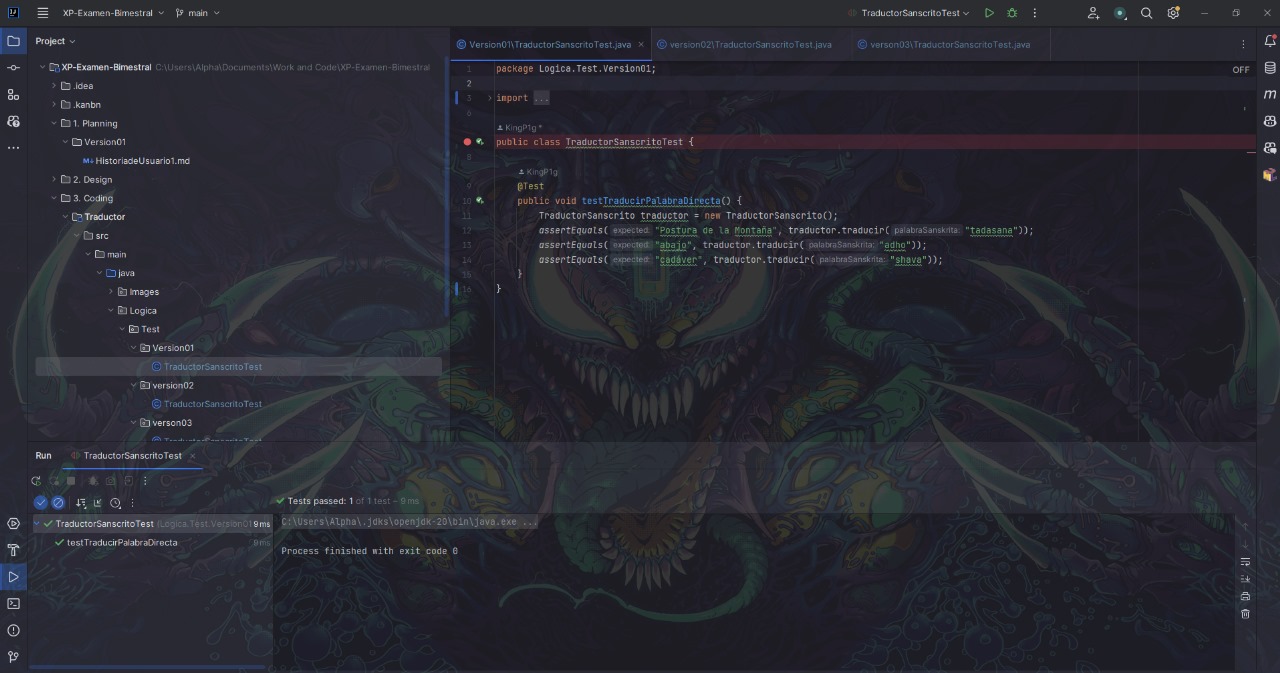 XP-Examen-Bimestral main TraductorSanscritoTest
Project
XP-Examen-Bimestral C:\Users\Alpha\Documents\Work and Code\XP-Examen-Bimestral
.idea
.kanbn
1. Planning
Version01
M↓ HistoriadeUsuario1.md
2. Design
3. Coding
Traductor
src
main
java
Images
Logica
Test
Version01
TraductorSanscritoTest
version02
TraductorSanscritoTest
verson03
TraductorSanscritoTest
Version01\TraductorSanscritoTest.java version02\TraductorSanscritoTest.java verson03\TraductorSanscritoTest.java
OFF
1 package Logica.Test.Version01;
2
3 import ...
6
KingP1g *
public class TraductorSanscritoTest {
8
KingP1g
9 @Test
10 public void testTraducirPalabraDirecta() {
11 TraductorSanscrito traductor = new TraductorSanscrito();
12 assertEquals( expected: "Postura de la Montaña", traductor.traducir( palabraSanskrita: "tadasana"));
13 assertEquals( expected: "abajo", traductor.traducir( palabraSanskrita: "adho"));
14 assertEquals( expected: "cadáver", traductor.traducir( palabraSanskrita: "shava"));
15 }
16 }
Run TraductorSanscritoTest
Tests passed: 1 of 1 test – 9 ms
TraductorSanscritoTest (Logica.Test.Version01 9 ms
testTraducirPalabraDirecta 9 ms
C:\Users\Alpha\.jdks\openjdk-20\bin\java.exe ...
Process finished with exit code 0